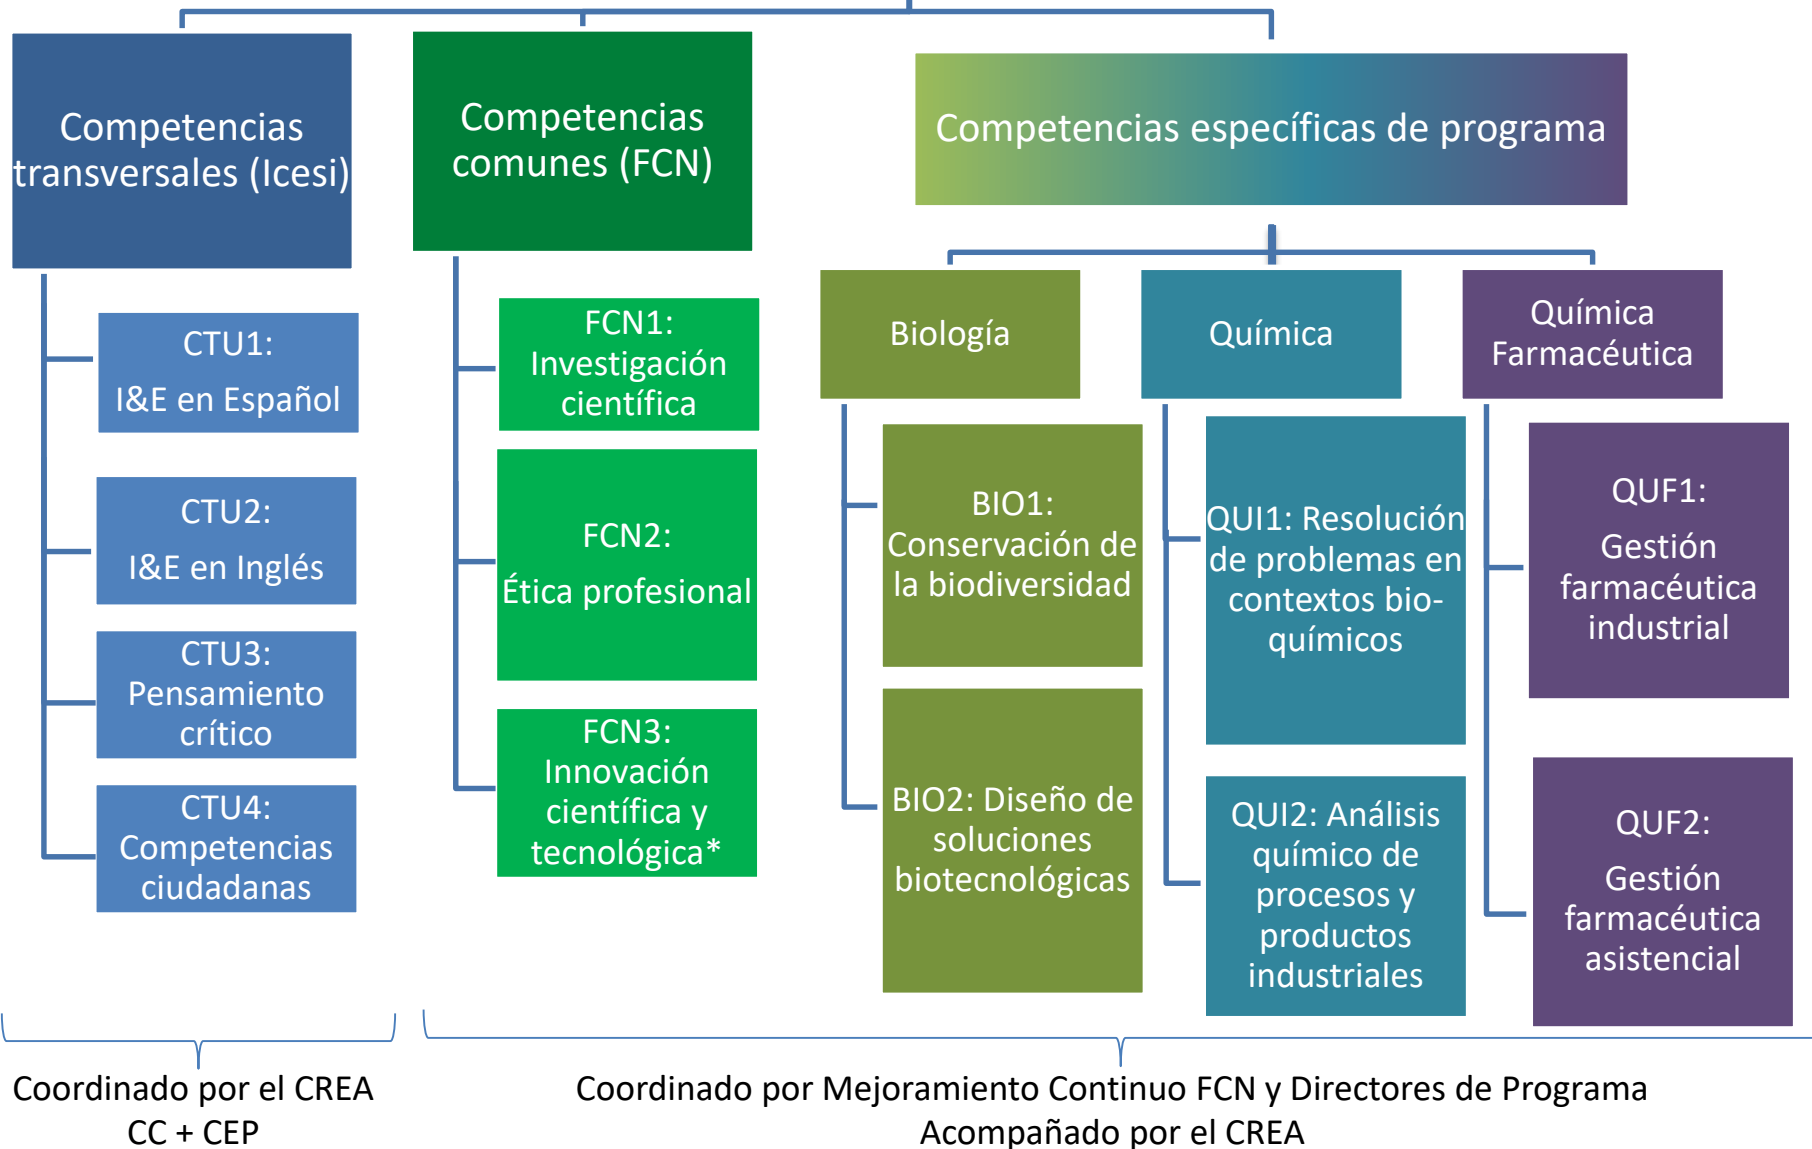 Competencias
transversales (Icesi)
CTU1:
I&E en Español
CTU2:
I&E en Inglés
CTU3:
Pensamiento
crítico
CTU4:
Competencias
ciudadanas
Competencias
comunes (FCN)
FCN1:
Investigación
científica
FCN2:
Ética profesional
FCN3:
Innovación
científica y
tecnológica*
Competencias específicas de programa
Biología
BIO1:
Conservación de
la biodiversidad
BIO2: Diseño de
soluciones
biotecnológicas
Química
QUI1: Resolución
de problemas en
contextos bio-
químicos
QUI2: Análisis
químico de
procesos y
productos
industriales
Química
Farmacéutica
QUF1:
Gestión
farmacéutica
industrial
QUF2:
Gestión
farmacéutica
asistencial
Coordinado por el CREA
CC + CEP
Coordinado por Mejoramiento Continuo FCN y Directores de Programa
Acompañado por el CREA